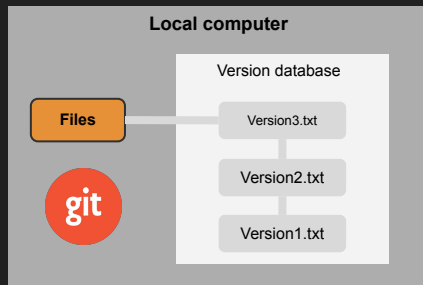 Local computer
Version database
Files
Version3.txt
Version2.txt
git
Version1.txt